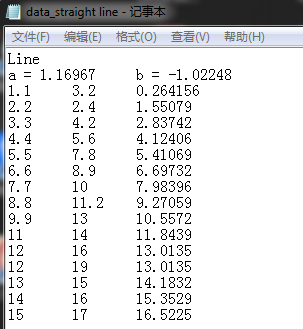 data_straight line - 记事本
文件(F) 编辑(E) 格式(O) 查看(V) 帮助(H)
Line
a = 1.16967 b = -1.02248
1.1 3.2 0.264156
2.2 2.4 1.55079
3.3 4.2 2.83742
4.4 5.6 4.12406
5.5 7.8 5.41069
6.6 8.9 6.69732
7.7 10 7.98396
8.8 11.2 9.27059
9.9 13 10.5572
11 14 11.8439
12 16 13.0135
12 19 13.0135
13 15 14.1832
14 16 15.3529
15 17 16.5225